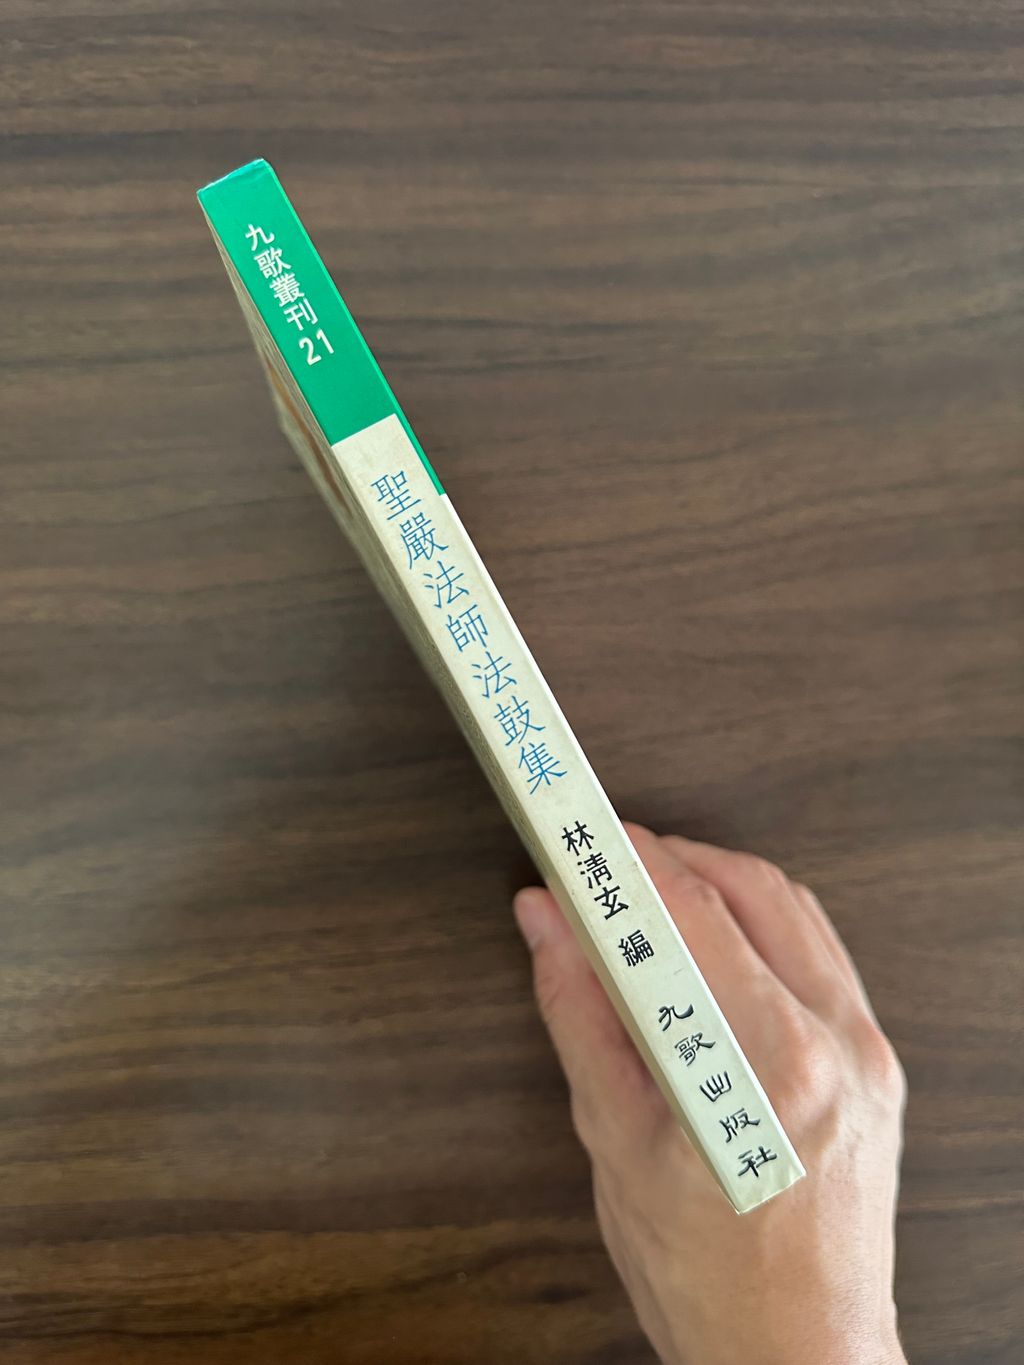 九歌叢刊21
聖嚴法師法鼓集
林清玄 編
九歌出版社